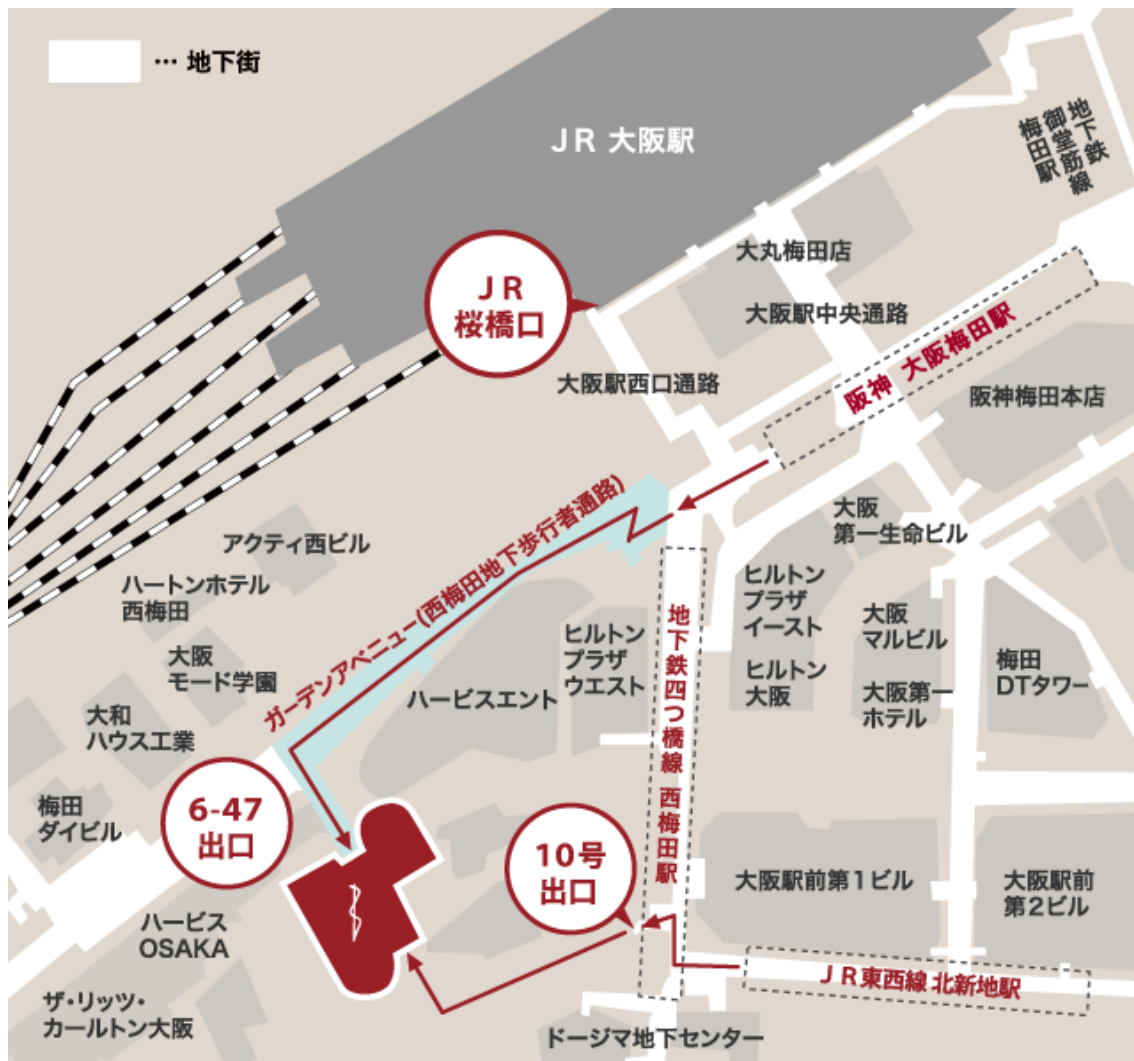 … 地下街
JR 大阪駅
地下鉄
御堂筋線
梅田駅
JR
桜橋口
大丸梅田店
大阪駅中央通路
阪神 大阪梅田駅
大阪駅西口通路
阪神梅田本店
ガーデンアベニュー(西梅田地下歩行者通路)
大阪
第一生命ビル
アクティ西ビル
ハートンホテル
西梅田
ヒルトン
プラザ
イースト
大阪
マルビル
ヒルトン
プラザ
ウエスト
地下鉄四つ橋線 西梅田駅
大阪
モード学園
ハービスエント
ヒルトン
大阪
大阪第一
ホテル
梅田
DTタワー
大和
ハウス工業
梅田
ダイビル
6-47
出口
10号
出口
大阪駅前第1ビル
大阪駅前
第2ビル
ハービス
OSAKA
JR東西線 北新地駅
ザ・リッツ・
カールトン大阪
ドージマ地下センター